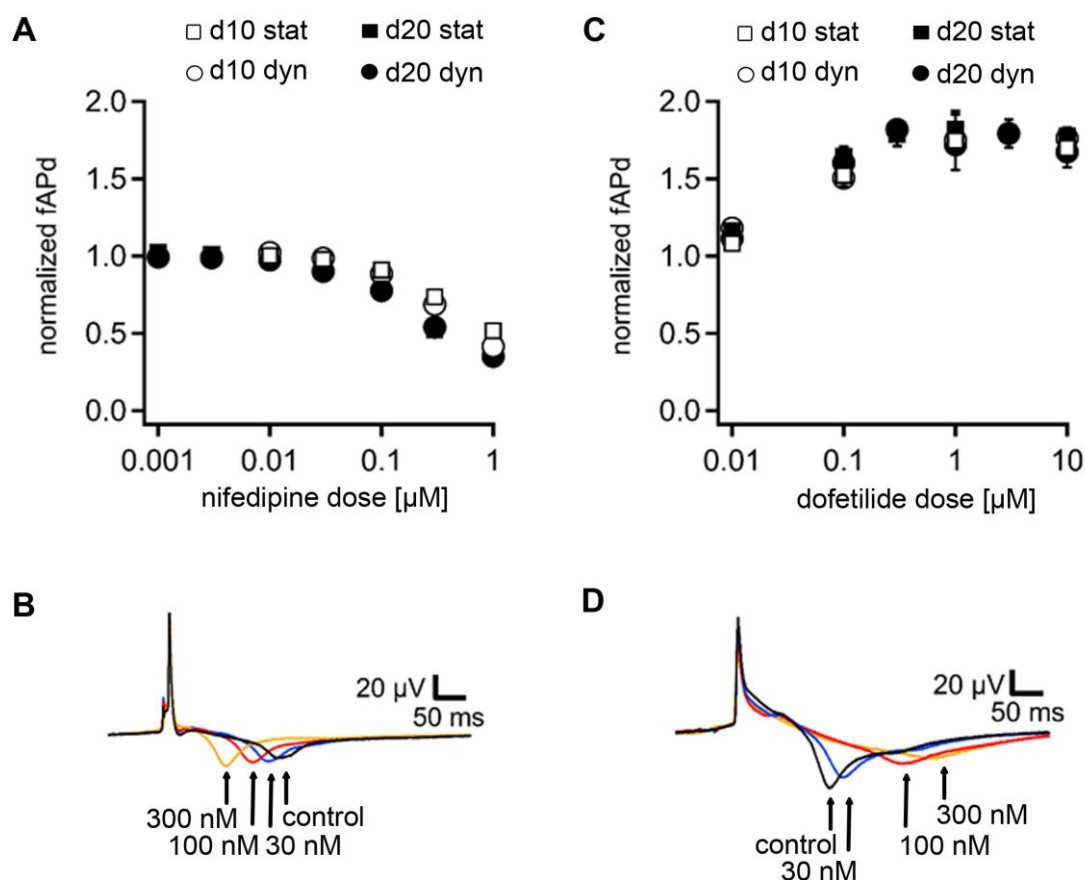 A
□ d10 stat ■ d20 stat
○ d10 dyn ● d20 dyn
normalized fAPd
2.0
1.5
1.0
0.5
0.0
0.001 0.01 0.1 1
nifedipine dose [µM]
C
□ d10 stat ■ d20 stat
○ d10 dyn ● d20 dyn
normalized fAPd
2.0
1.5
1.0
0.5
0.0
0.01 0.1 1 10
dofetilide dose [µM]
B
20 µV
50 ms
300 nM control
100 nM 30 nM
D
20 µV
50 ms
300 nM
control 100 nM
30 nM